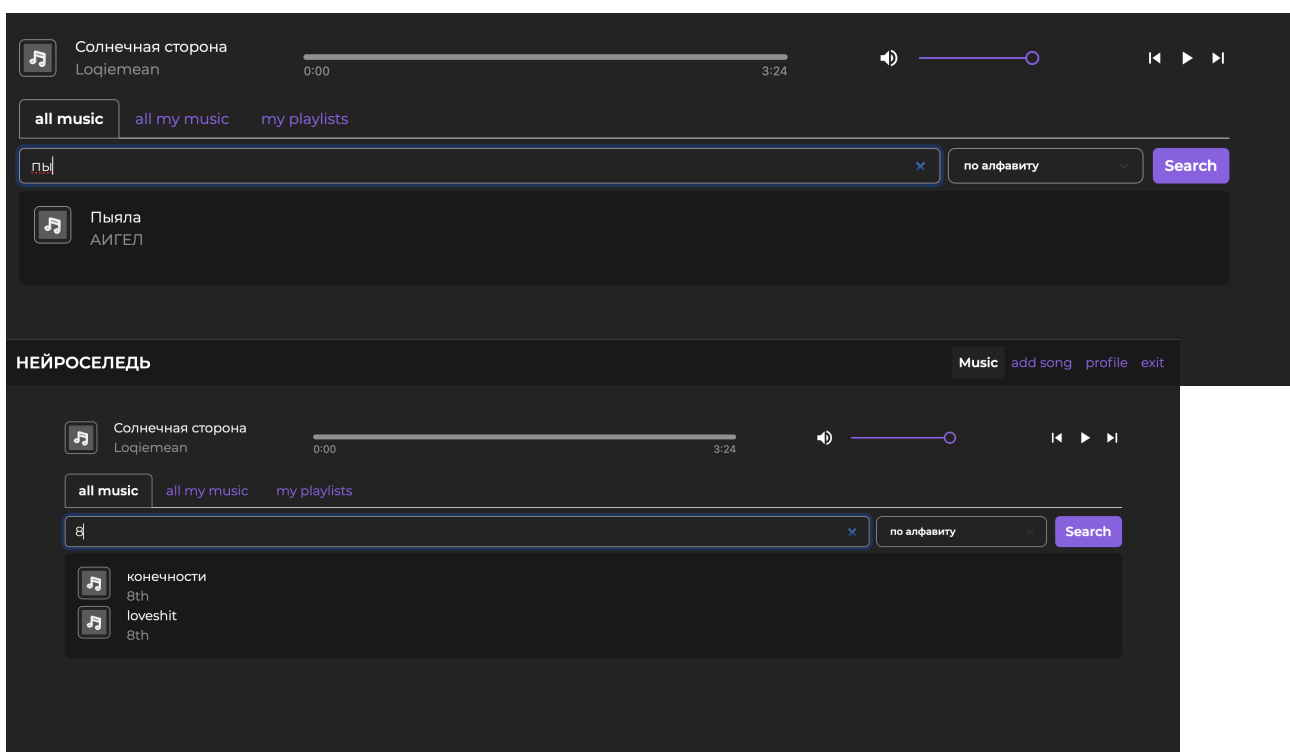 Солнечная сторона
Loqiemean
0:00 3:24
all music all my music my playlists
пы по алфавиту Search
Пыяла
АИГЕЛ
НЕЙРОСЕЛЕДЬ Music add song profile exit
Солнечная сторона
Loqiemean
0:00 3:24
all music all my music my playlists
8 по алфавиту Search
конечности
8th
loveshit
8th